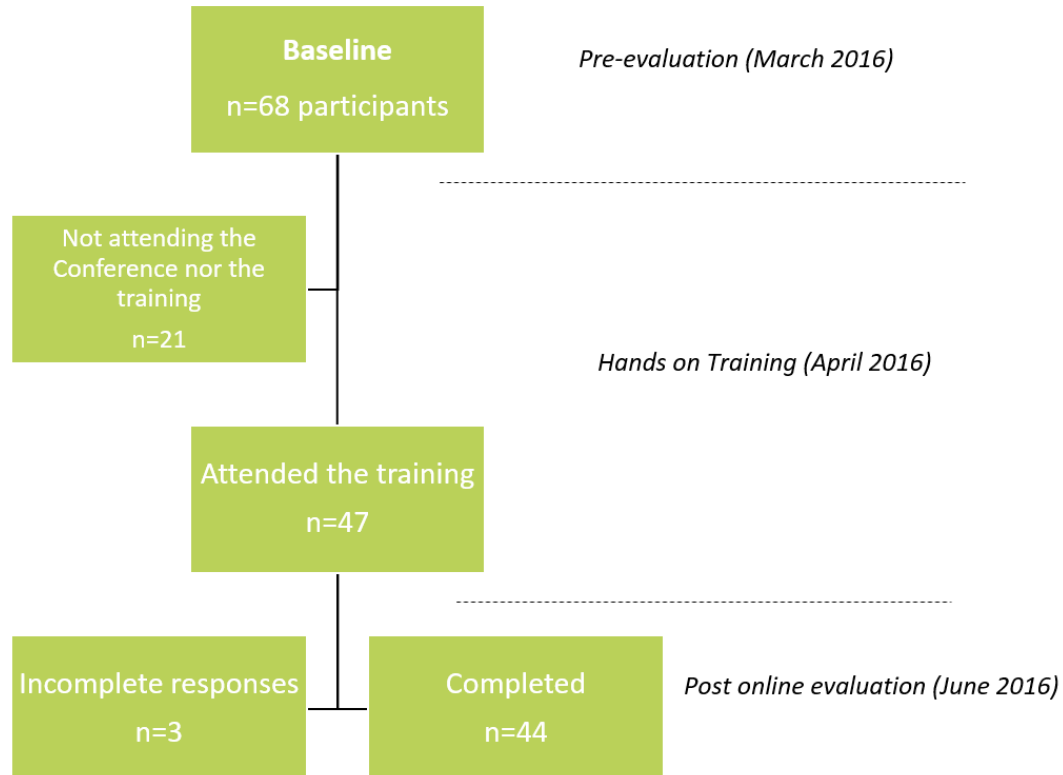 Baseline
n=68 participants
Pre-evaluation (March 2016)
Not attending the
Conference nor the
training
n=21
Hands on Training (April 2016)
Attended the training
n=47
Incomplete responses
n=3
Completed
n=44
Post online evaluation (June 2016)